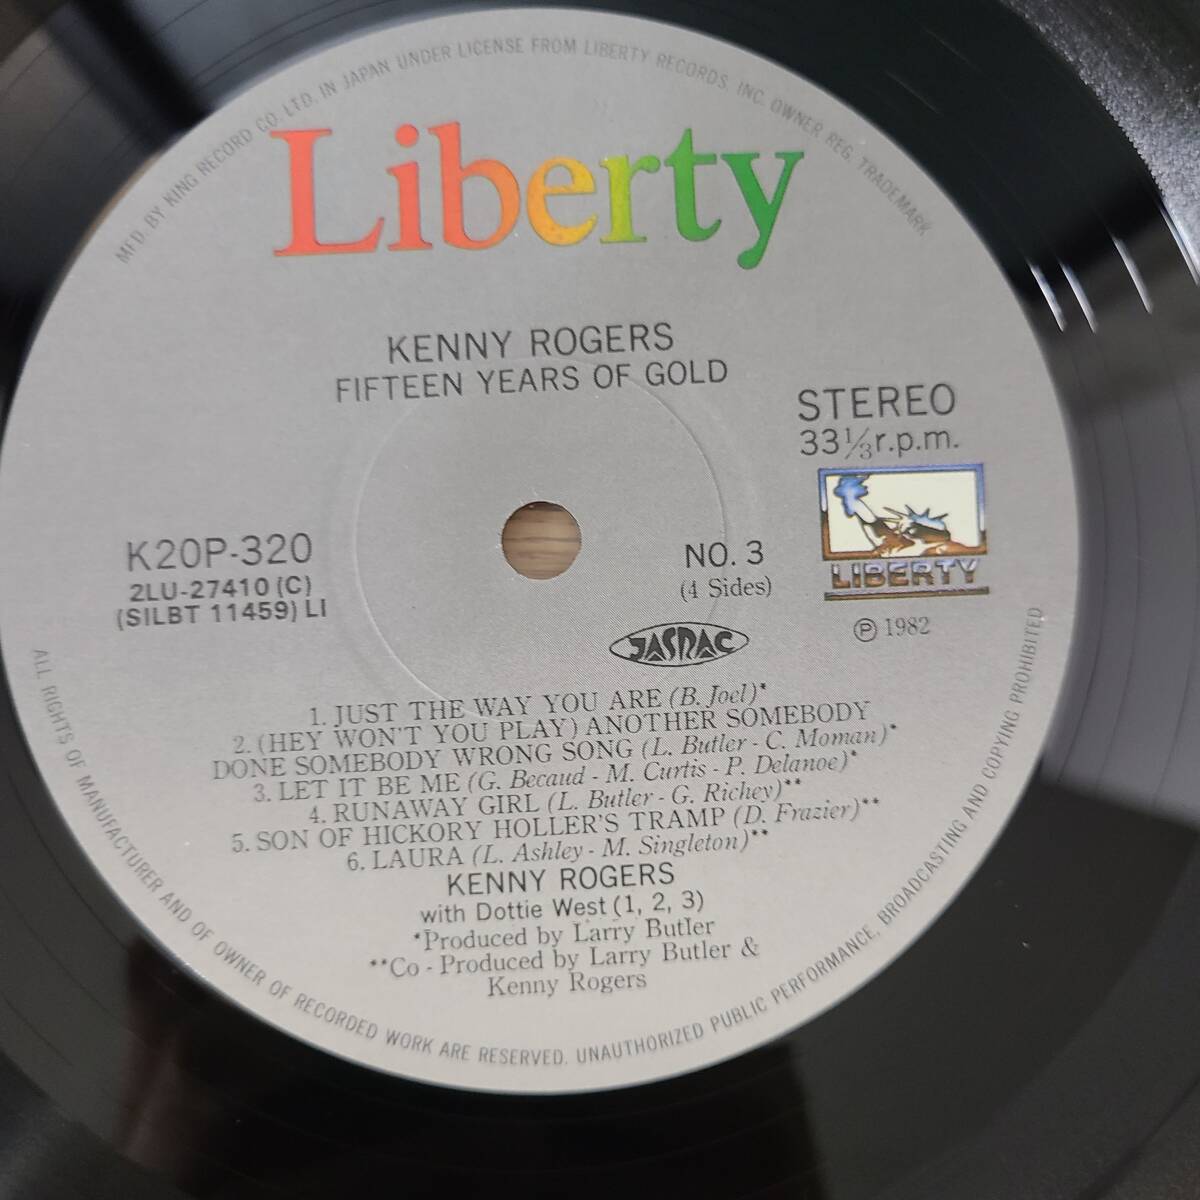 MFD. BY KING RECORD CO. LTD. IN JAPAN UNDER LICENSE FROM LIBERTY RECORDS, INC. OWNER REG. TRADEMARK
Liberty
KENNY ROGERS
FIFTEEN YEARS OF GOLD
STEREO
33⅓r.p.m.
LIBERTY
℗ 1982
K20P-320
2LU-27410 (C)
(SILBT 11459) LI
NO. 3
(4 Sides)
JASRAC
1. JUST THE WAY YOU ARE (B. Joel)*
2. (HEY WON'T YOU PLAY) ANOTHER SOMEBODY
DONE SOMEBODY WRONG SONG (L. Butler - C. Moman)*
3. LET IT BE ME (G. Becaud - M. Curtis - P. Delanoe)*
4. RUNAWAY GIRL (L. Butler - G. Richey)**
5. SON OF HICKORY HOLLER'S TRAMP (D. Frazier)**
6. LAURA (L. Ashley - M. Singleton)**
KENNY ROGERS
with Dottie West (1, 2, 3)
*Produced by Larry Butler
**Co - Produced by Larry Butler &
Kenny Rogers
ALL RIGHTS OF MANUFACTURER AND OF OWNER OF RECORDED WORK ARE RESERVED. UNAUTHORIZED PUBLIC PERFORMANCE, BROADCASTING AND COPYING PROHIBITED